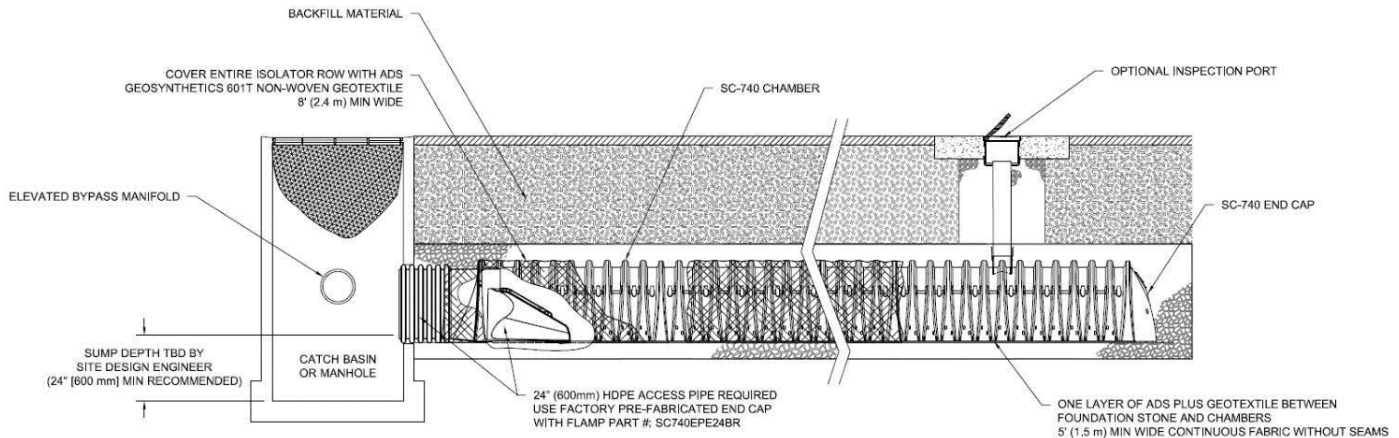 BACKFILL MATERIAL
COVER ENTIRE ISOLATOR ROW WITH ADS
GEOSYNTHETICS 601T NON-WOVEN GEOTEXTILE
8' (2.4 m) MIN WIDE
SC-740 CHAMBER
OPTIONAL INSPECTION PORT
ELEVATED BYPASS MANIFOLD
SC-740 END CAP
SUMP DEPTH TBD BY
SITE DESIGN ENGINEER
(24" [600 mm] MIN RECOMMENDED)
CATCH BASIN
OR MANHOLE
24" (600mm) HDPE ACCESS PIPE REQUIRED
USE FACTORY PRE-FABRICATED END CAP
WITH FLAMP PART #: SC740EPE24BR
ONE LAYER OF ADS PLUS GEOTEXTILE BETWEEN
FOUNDATION STONE AND CHAMBERS
5' (1.5 m) MIN WIDE CONTINUOUS FABRIC WITHOUT SEAMS